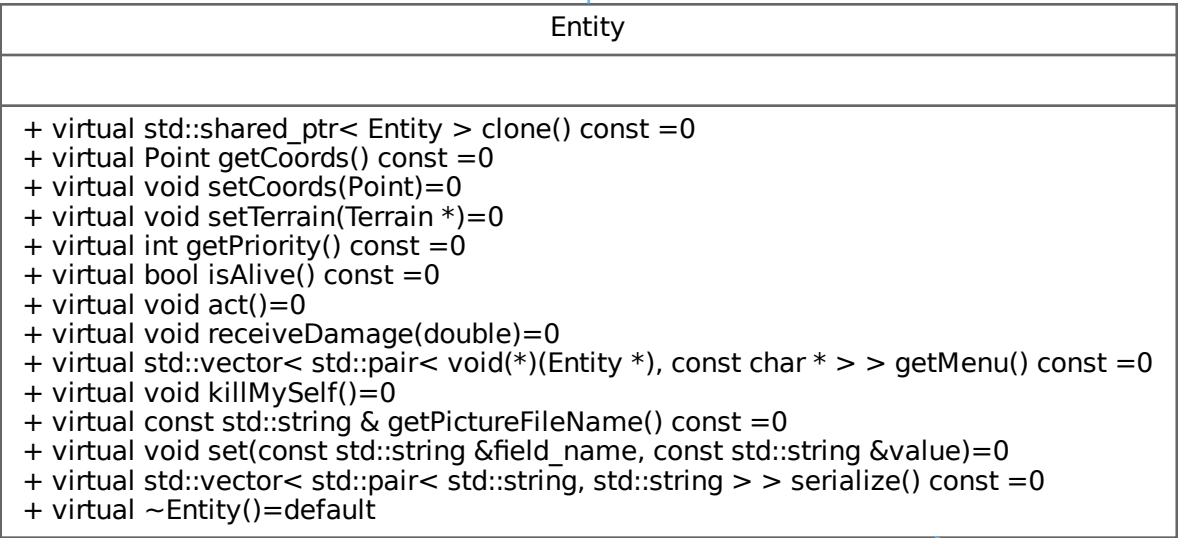 Entity
+ virtual std::shared_ptr< Entity > clone() const =0
+ virtual Point getCoords() const =0
+ virtual void setCoords(Point)=0
+ virtual void setTerrain(Terrain *)=0
+ virtual int getPriority() const =0
+ virtual bool isAlive() const =0
+ virtual void act()=0
+ virtual void receiveDamage(double)=0
+ virtual std::vector< std::pair< void(*)(Entity *), const char * > > getMenu() const =0
+ virtual void killMySelf()=0
+ virtual const std::string & getPictureFileName() const =0
+ virtual void set(const std::string &field_name, const std::string &value)=0
+ virtual std::vector< std::pair< std::string, std::string > > serialize() const =0
+ virtual ~Entity()=default